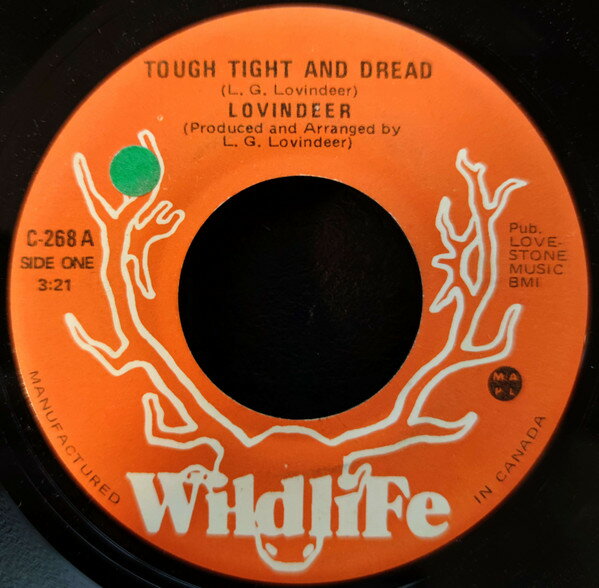 TOUGH TIGHT AND DREAD
(L. G. Lovindeer)
LOVINDEER
(Produced and Arranged by
L. G. Lovindeer)
C-268 A
SIDE ONE
3:21
Pub.
LOVE-
STONE
MUSIC
BMI
M A
P L
MANUFACTURED
IN CANADA
WildliFe